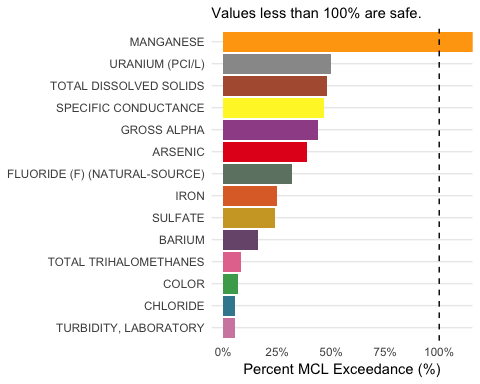 Values less than 100% are safe.
MANGANESE
URANIUM (PCI/L)
TOTAL DISSOLVED SOLIDS
SPECIFIC CONDUCTANCE
GROSS ALPHA
ARSENIC
FLUORIDE (F) (NATURAL-SOURCE)
IRON
SULFATE
BARIUM
TOTAL TRIHALOMETHANES
COLOR
CHLORIDE
TURBIDITY, LABORATORY
0% 25% 50% 75% 100%
Percent MCL Exceedance (%)